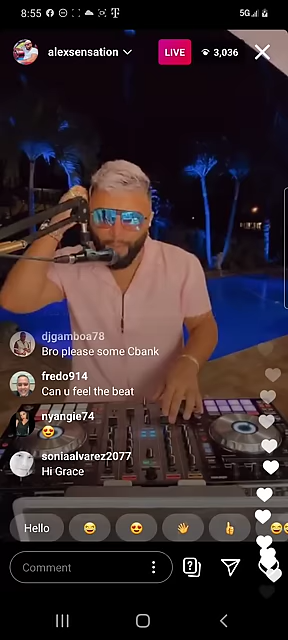 8:55
5G
alexsensation
LIVE
3,036
djgamboa78
Bro please some Cbank
fredo914
Can u feel the beat
nyangie74
😍
soniaalvarez2077
Hi Grace
Hello
Comment